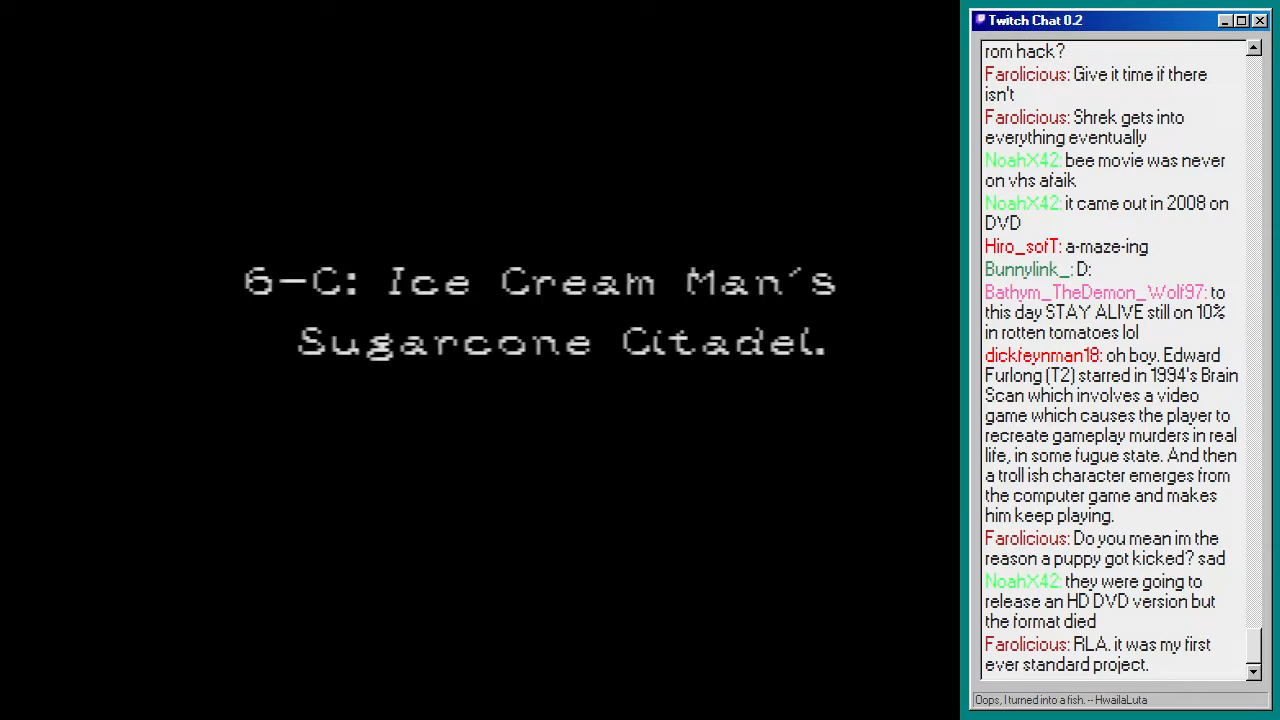 6-C: Ice Cream Man's
Sugarcone Citadel.
Twitch Chat 0.2
rom hack?
Farolicious: Give it time if there
isn't
Farolicious: Shrek gets into
everything eventually
NoahX42: bee movie was never
on vhs afaik
NoahX42: it came out in 2008 on
DVD
Hiro_sofT: a-maze-ing
Bunnylink_: D:
Bathym_TheDemon_Wolf97: to
this day STAY ALIVE still on 10%
in rotten tomatoes lol
dickfeynman18: oh boy. Edward
Furlong (T2) starred in 1994's Brain
Scan which involves a video
game which causes the player to
recreate gameplay murders in real
life, in some fugue state. And then
a troll ish character emerges from
the computer game and makes
him keep playing.
Farolicious: Do you mean im the
reason a puppy got kicked? sad
NoahX42: they were going to
release an HD DVD version but
the format died
Farolicious: RLA. it was my first
ever standard project.
Oops, I turned into a fish. -- HwailaLuta